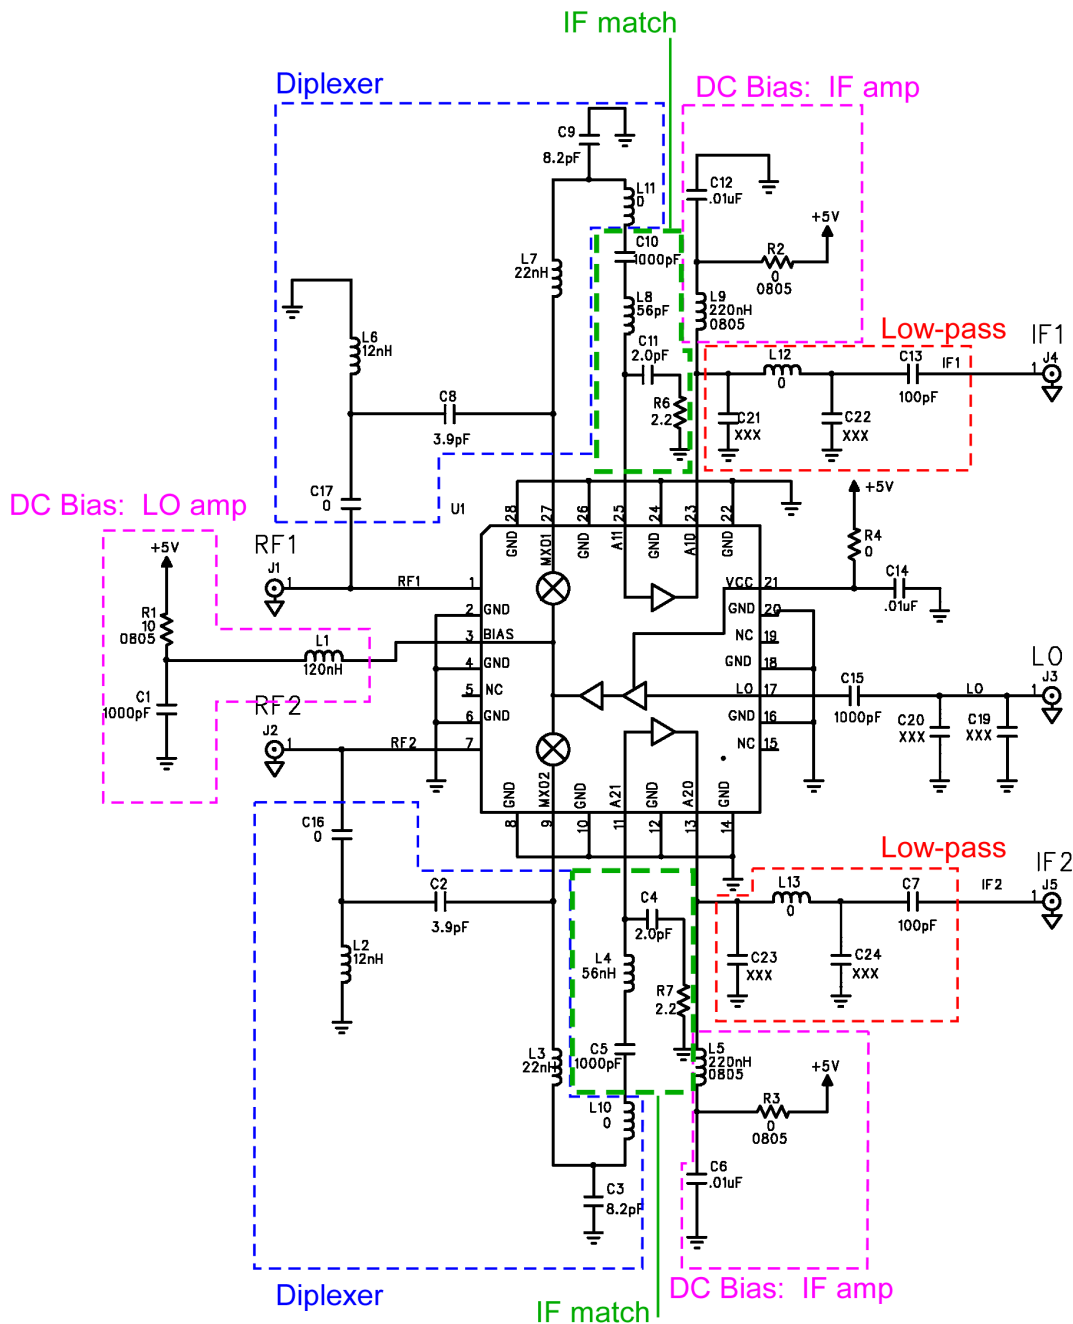 IF match
Diplexer
DC Bias: IF amp
C9
8.2pF
C12
.01uF
+5V
L11
0
R2
0
0805
C10
1000pF
L7
22nH
L8
56pF
L9
220nH
0805
Low-pass
IF1
L6
12nH
C11
2.0pF
L12
0
C13
100pF
IF1
1
J4
C8
3.9pF
R6
2.2
C21
XXX
C22
XXX
DC Bias: LO amp
C17
0
U1
28
27
26
25
24
23
22
GND
MX01
GND
A11
GND
A10
GND
+5V
R4
0
C14
.01uF
+5V
RF1
J1
1
RF1
1
VCC
21
R1
10
0805
2
GND
GND
20
3
BIAS
NC
19
L1
120nH
4
GND
GND
18
LO
J3
1
LO
C15
1000pF
5
NC
LO
17
C1
1000pF
RF2
J2
1
RF2
6
GND
GND
16
C20
XXX
C19
XXX
7
NC
15
GND
MX02
GND
A21
GND
A20
GND
8
9
10
11
12
13
14
C16
0
Low-pass
IF2
C2
3.9pF
C4
2.0pF
L13
0
C7
100pF
IF2
1
J5
L2
12nH
L4
56nH
C23
XXX
C24
XXX
R7
2.2
L3
22nH
C5
1000pF
L5
220nH
0805
+5V
L10
0
R3
0
0805
C3
8.2pF
C6
.01uF
Diplexer
DC Bias: IF amp
IF match